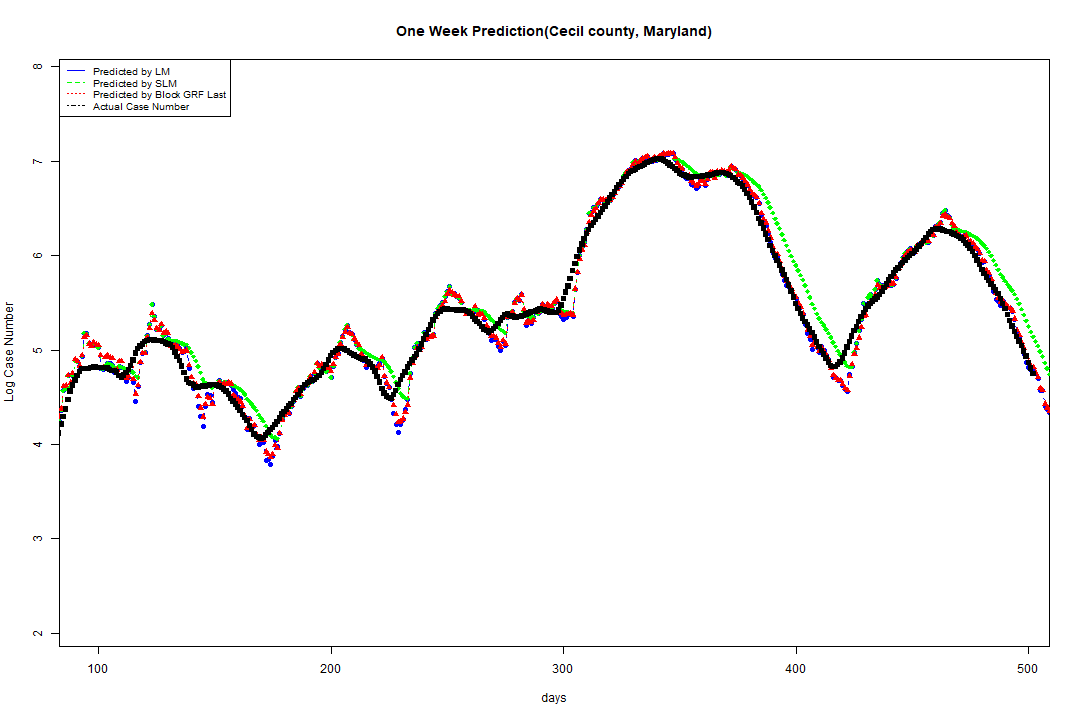 One Week Prediction(Cecil county, Maryland)
Predicted by LM
Predicted by SLM
Predicted by Block GRF Last
Actual Case Number
8
7
6
5
4
3
2
Log Case Number
100 200 300 400 500
days